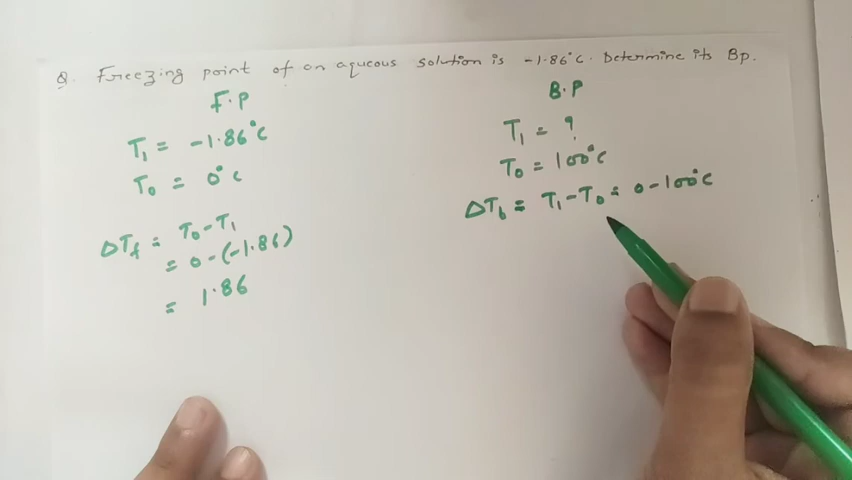 Q. Freezing point of an aqueous solution is -1.86°C. Determine its Bp.
F.P
T₁ = -1.86°C
T₀ = 0°C
ΔTf = T₀-T₁
= 0-(-1.86)
= 1.86
B.P
T₁ = ?
T₀ = 100°C
ΔTb = T₁-T₀ = 0-100°C